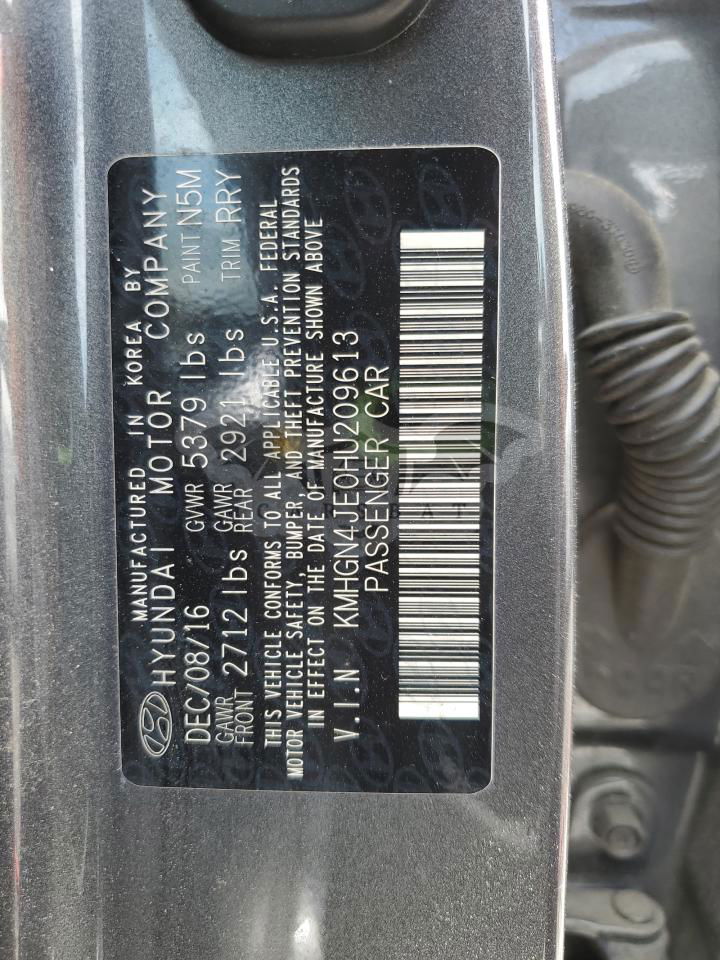 MANUFACTURED IN KOREA BY
HYUNDAI MOTOR COMPANY
DEC/08/16 GVWR 5379 lbs PAINT N5M
GAWR FRONT 2712 lbs GAWR REAR 2921 lbs TRIM RRY
THIS VEHICLE CONFORMS TO ALL APPLICABLE U.S.A. FEDERAL
MOTOR VEHICLE SAFETY, BUMPER, AND THEFT PREVENTION STANDARDS
IN EFFECT ON THE DATE OF MANUFACTURE SHOWN ABOVE
V.I.N KMHGN4JE0HU209613
PASSENGER CAR
CARSBAT